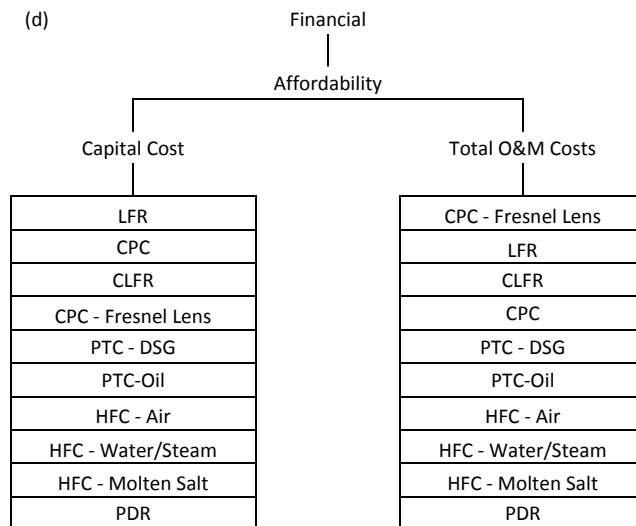 (d)
Financial
Affordability
Capital Cost
LFR
CPC
CLFR
CPC - Fresnel Lens
PTC - DSG
PTC-Oil
HFC - Air
HFC - Water/Steam
HFC - Molten Salt
PDR
Total O&M Costs
CPC - Fresnel Lens
LFR
CLFR
CPC
PTC - DSG
PTC-Oil
HFC - Air
HFC - Water/Steam
HFC - Molten Salt
PDR